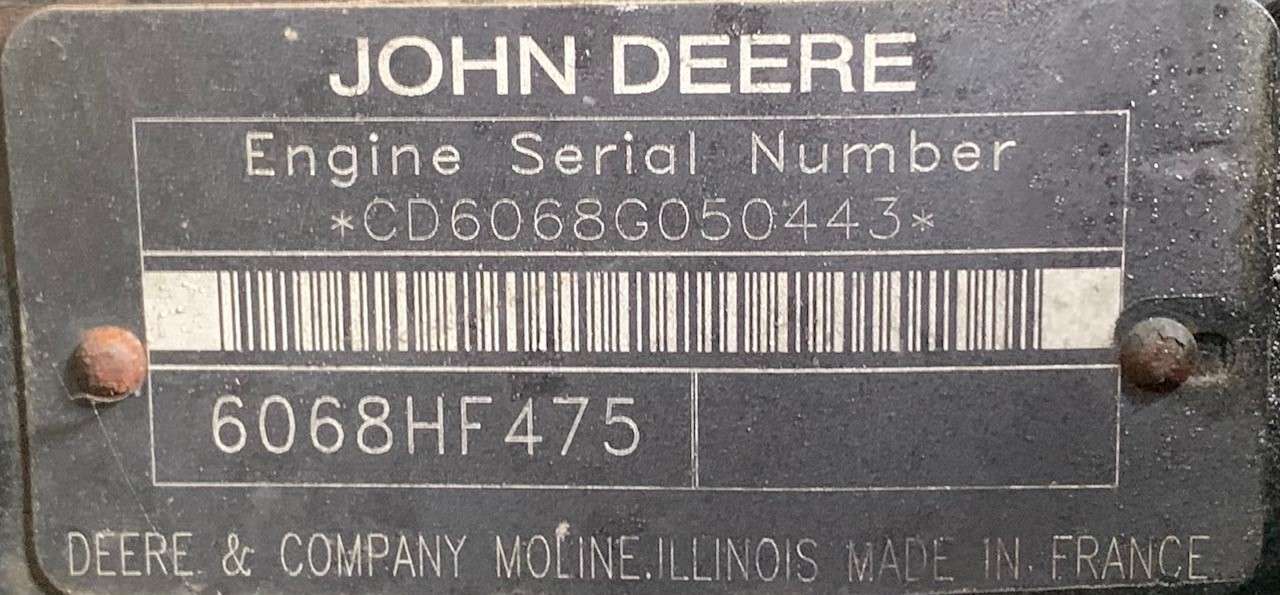 JOHN DEERE
Engine Serial Number
*CD6068G050443*
6068HF475
DEERE & COMPANY MOLINE, ILLINOIS MADE IN FRANCE